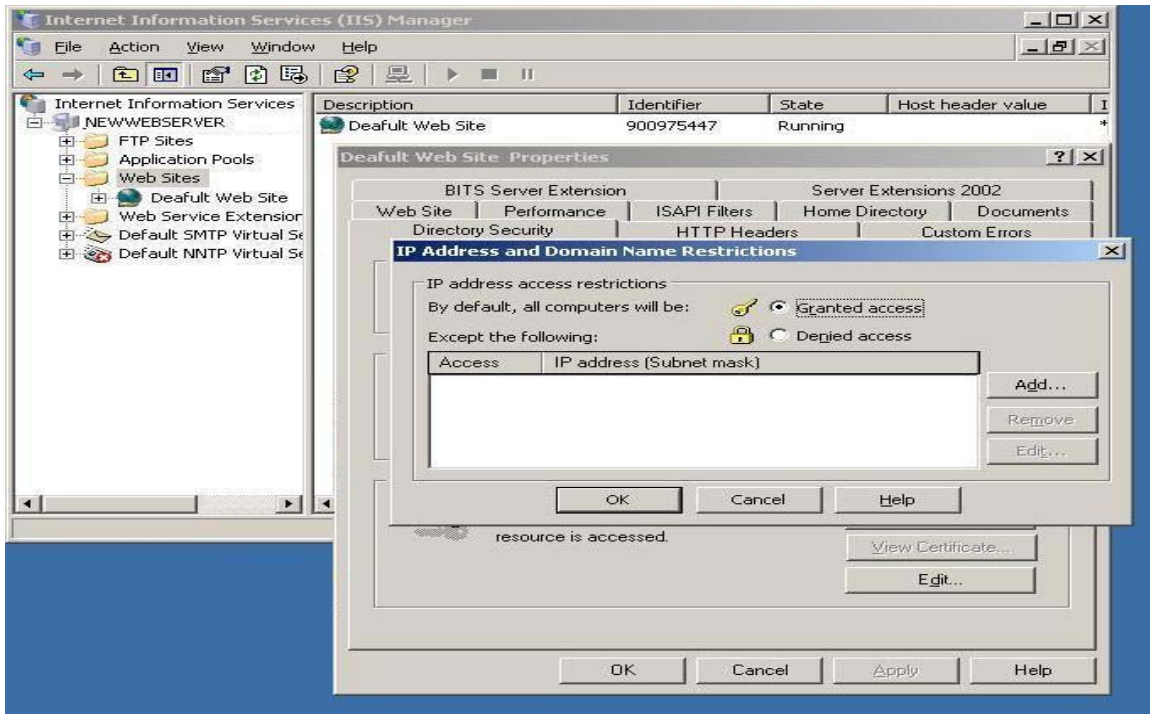 Internet Information Services (IIS) Manager
File Action View Window Help
Internet Information Services
NEWWEBSERVER
FTP Sites
Application Pools
Web Sites
Deafult Web Site
Web Service Extension
Default SMTP Virtual Se
Default NNTP Virtual Se
Description Identifier State Host header value I
Deafult Web Site 900975447 Running *
Deafult Web Site Properties
BITS Server Extension Server Extensions 2002
Web Site Performance ISAPI Filters Home Directory Documents
Directory Security HTTP Headers Custom Errors
IP Address and Domain Name Restrictions
IP address access restrictions
By default, all computers will be: Granted access
Except the following: Denied access
Access IP address (Subnet mask)
Add...
Remove
Edit...
OK Cancel Help
resource is accessed.
View Certificate...
Edit...
OK Cancel Apply Help